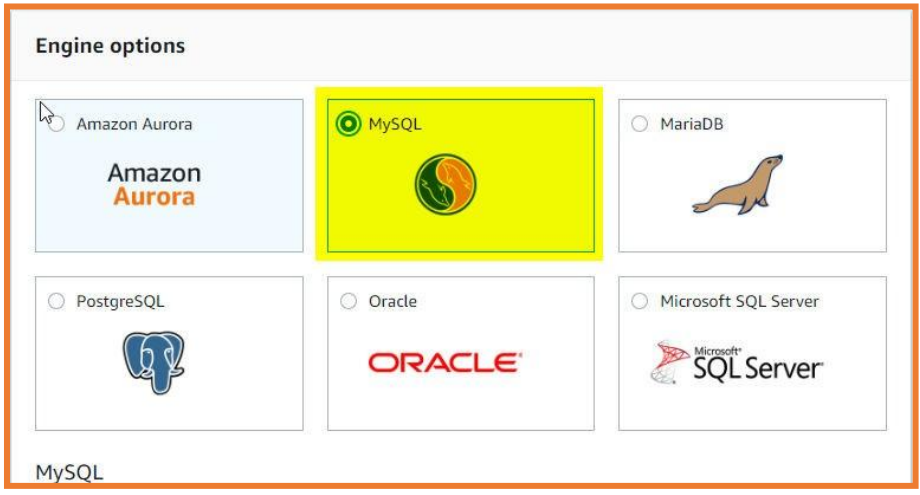 Engine options
Amazon Aurora
Amazon
Aurora
MySQL
MariaDB
PostgreSQL
Oracle
ORACLE
Microsoft SQL Server
Microsoft
SQL Server
MySQL